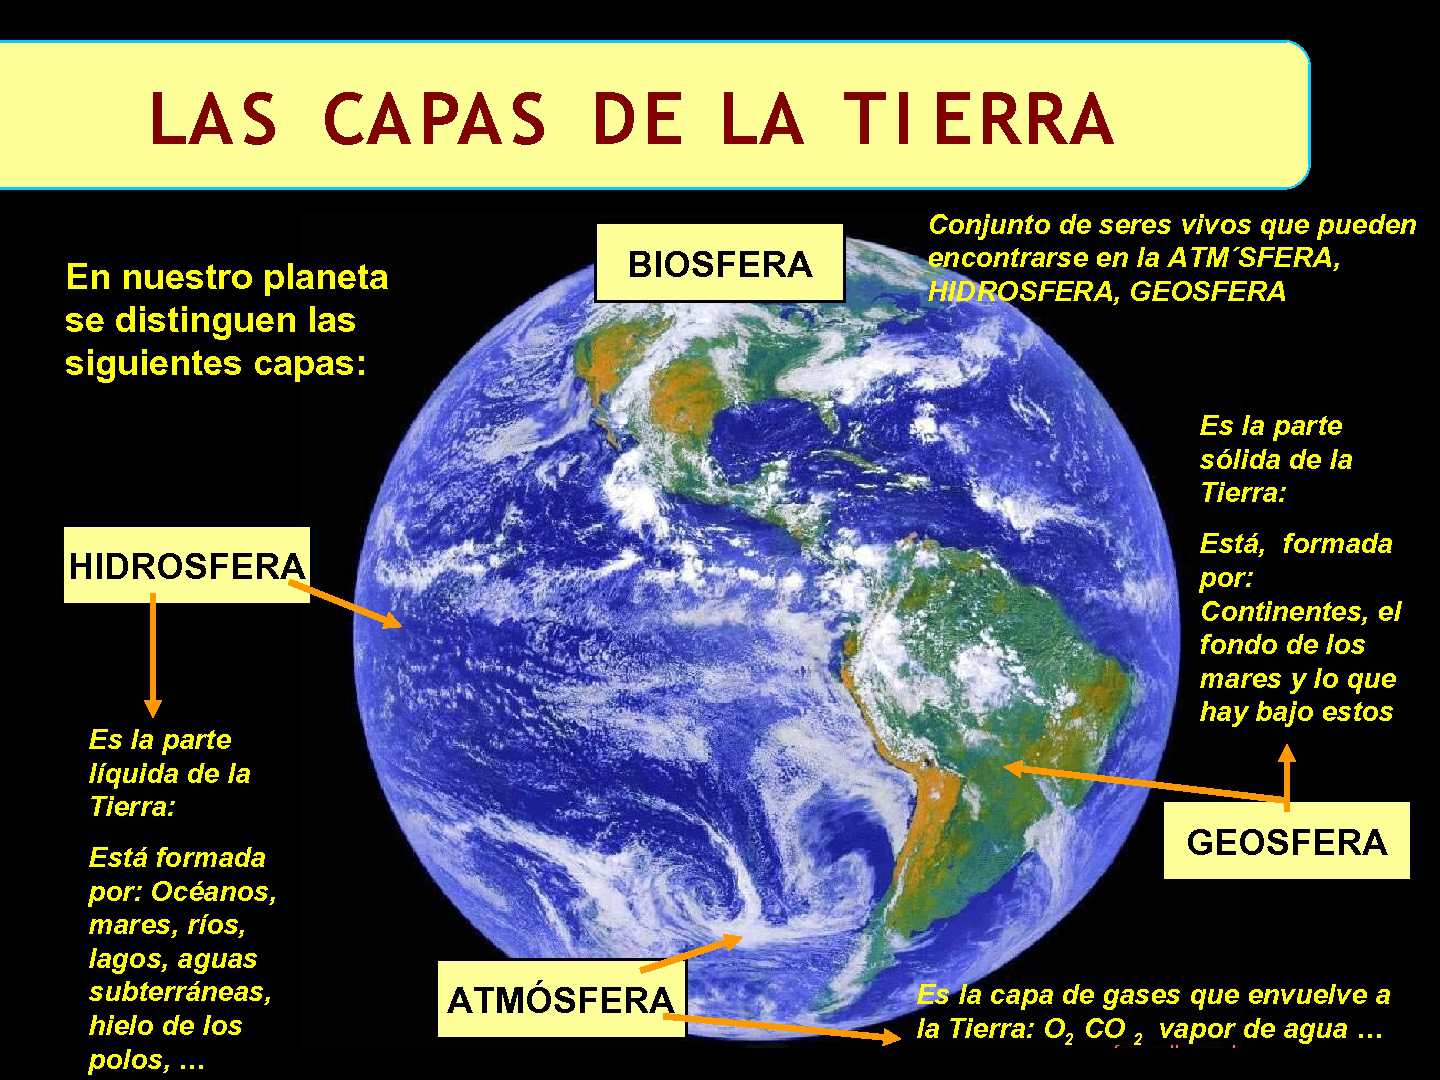 LAS CAPAS DE LA TIERRA
En nuestro planeta
se distinguen las
siguientes capas:
BIOSFERA
Conjunto de seres vivos que pueden
encontrarse en la ATM´SFERA,
HIDROSFERA, GEOSFERA
HIDROSFERA
Es la parte
líquida de la
Tierra:
Está formada
por: Océanos,
mares, ríos,
lagos, aguas
subterráneas,
hielo de los
polos, …
Es la parte
sólida de la
Tierra:
Está, formada
por:
Continentes, el
fondo de los
mares y lo que
hay bajo estos
GEOSFERA
ATMÓSFERA
Es la capa de gases que envuelve a
la Tierra: O2 CO 2 vapor de agua …